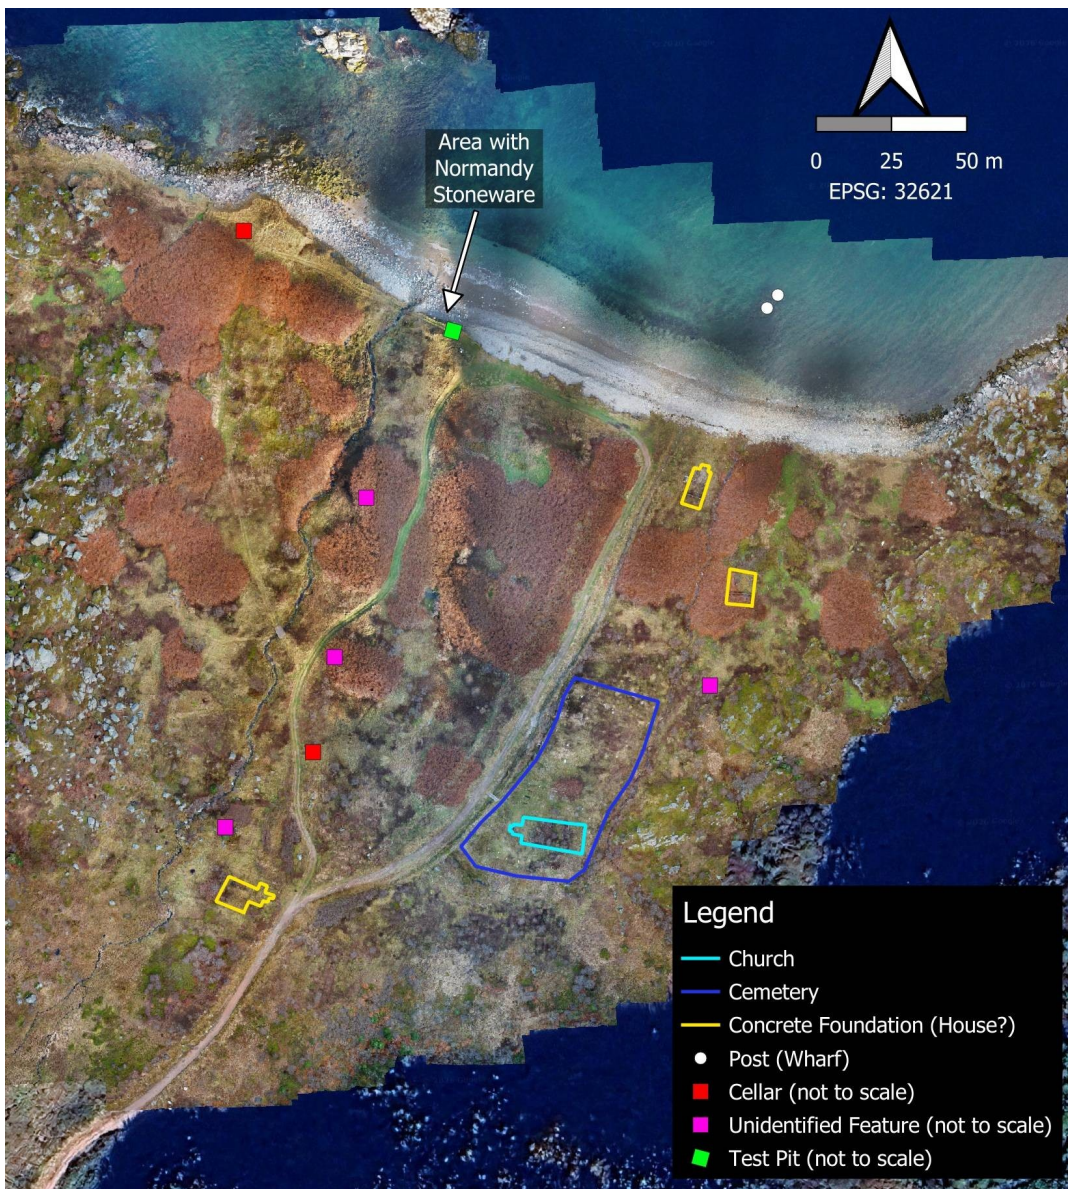 Area with
Normandy
Stoneware
0 25 50 m
EPSG: 32621
Legend
Church
Cemetery
Concrete Foundation (House?)
Post (Wharf)
Cellar (not to scale)
Unidentified Feature (not to scale)
Test Pit (not to scale)